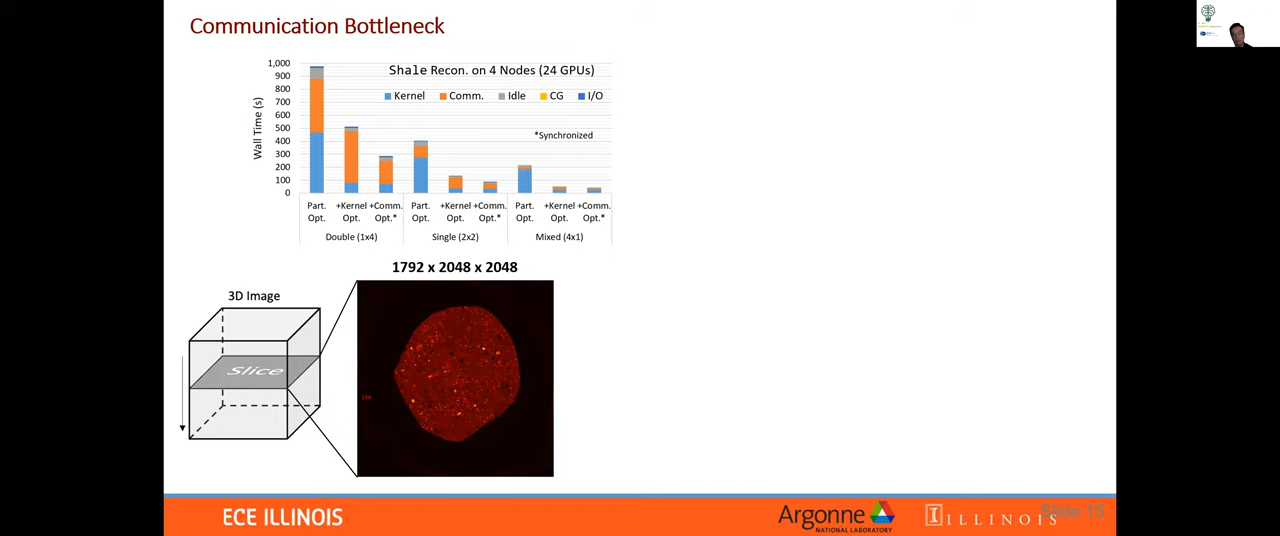 Communication Bottleneck
Shale Recon. on 4 Nodes (24 GPUs)
Kernel Comm. Idle CG I/O
*Synchronized
Wall Time (s)
1,000
900
800
700
600
500
400
300
200
100
0
Part. Opt. +Kernel Opt. +Comm. Opt.* Part. Opt. +Kernel Opt. +Comm. Opt.* Part. Opt. +Kernel Opt. +Comm. Opt.*
Double (1x4) Single (2x2) Mixed (4x1)
1792 x 2048 x 2048
3D Image
Slice
ECE ILLINOIS
Argonne
NATIONAL LABORATORY
ILLINOIS
Slide 15